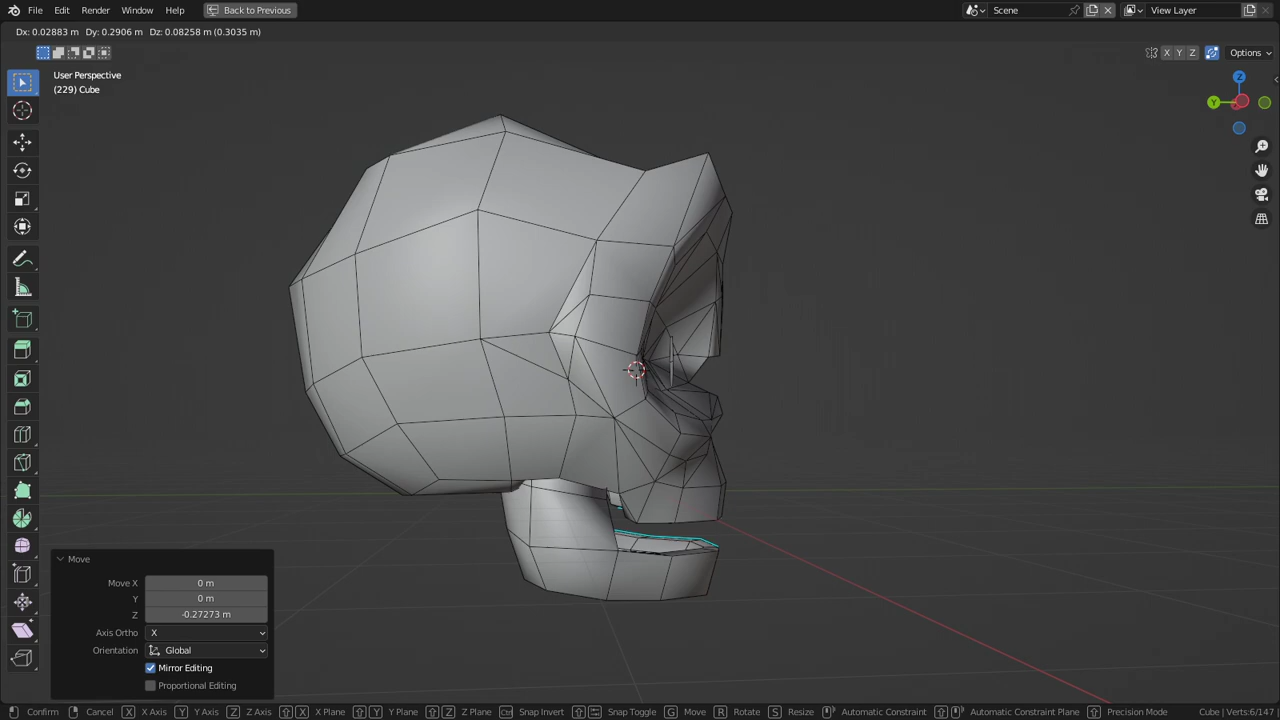 File Edit Render Window Help Back to Previous Scene View Layer
Dx: 0.02883 m Dy: 0.2906 m Dz: 0.08258 m (0.3035 m)
X Y Z Options
User Perspective
(229) Cube
Z
Y
Move
Move X 0 m
Y 0 m
Z -0.27273 m
Axis Ortho X
Orientation Global
Mirror Editing
Proportional Editing
Confirm Cancel X X Axis Y Y Axis Z Z Axis X X Plane Y Y Plane Z Z Plane Ctrl Snap Invert Snap Toggle G Move R Rotate S Resize Automatic Constraint Automatic Constraint Plane Precision Mode Cube | Verts:6/147